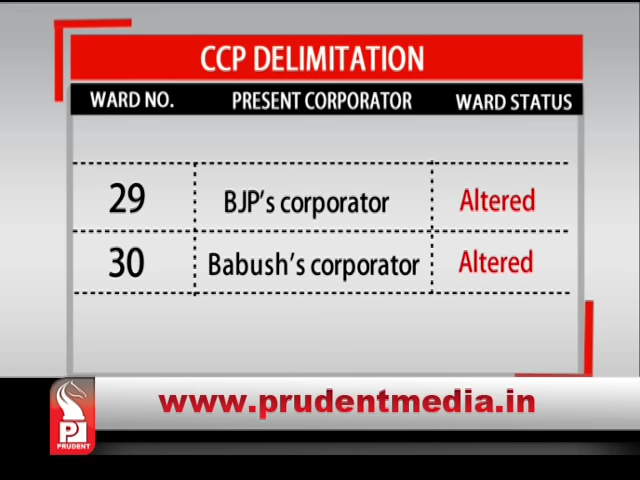 CCP DELIMITATION
WARD NO. PRESENT CORPORATOR WARD STATUS
29 BJP's corporator Altered
30 Babush's corporator Altered
www.prudentmedia.in
P
PRUDENT